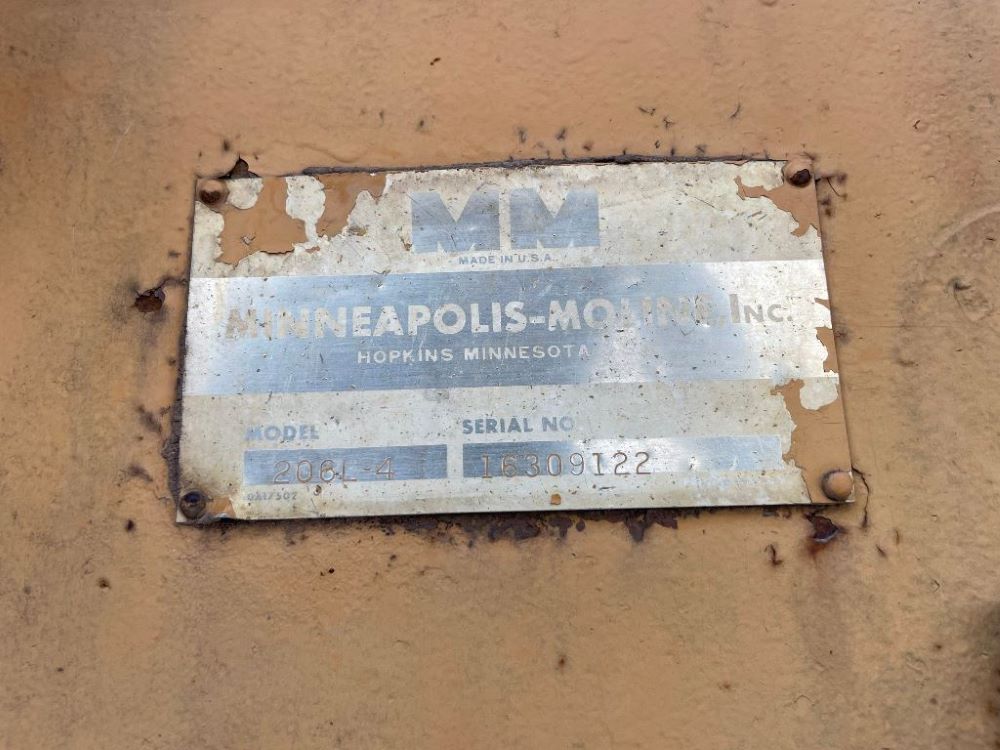 MM
MADE IN U.S.A.
MINNEAPOLIS-MOLINE, INC.
HOPKINS MINNESOTA
MODEL SERIAL NO
206L-4 16309122